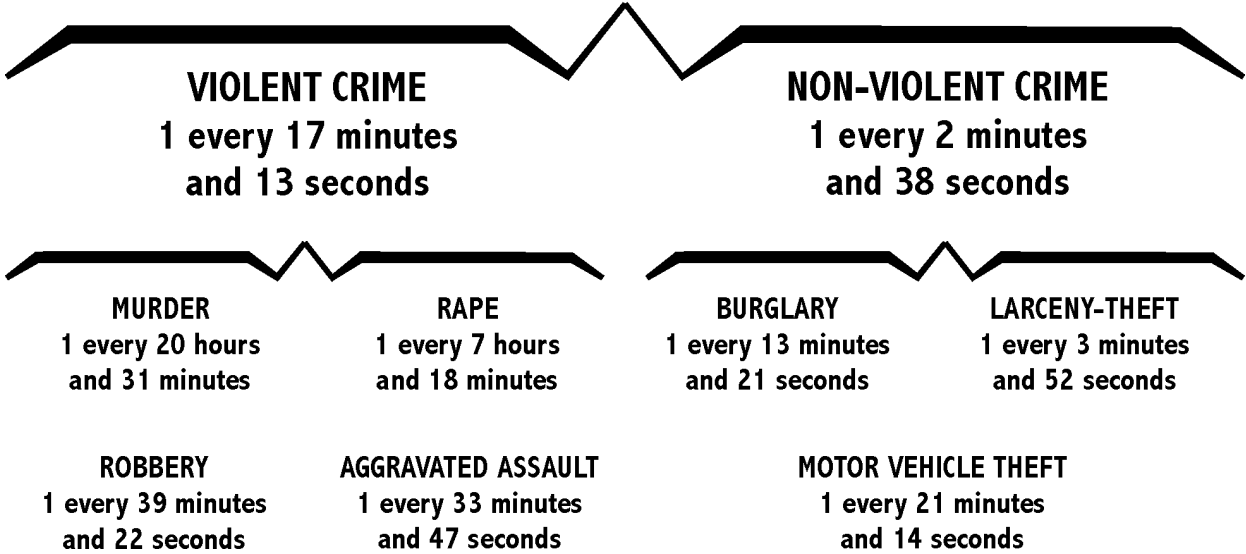 VIOLENT CRIME
1 every 17 minutes
and 13 seconds
NON-VIOLENT CRIME
1 every 2 minutes
and 38 seconds
MURDER
1 every 20 hours
and 31 minutes
RAPE
1 every 7 hours
and 18 minutes
BURGLARY
1 every 13 minutes
and 21 seconds
LARCENY-THEFT
1 every 3 minutes
and 52 seconds
ROBBERY
1 every 39 minutes
and 22 seconds
AGGRAVATED ASSAULT
1 every 33 minutes
and 47 seconds
MOTOR VEHICLE THEFT
1 every 21 minutes
and 14 seconds